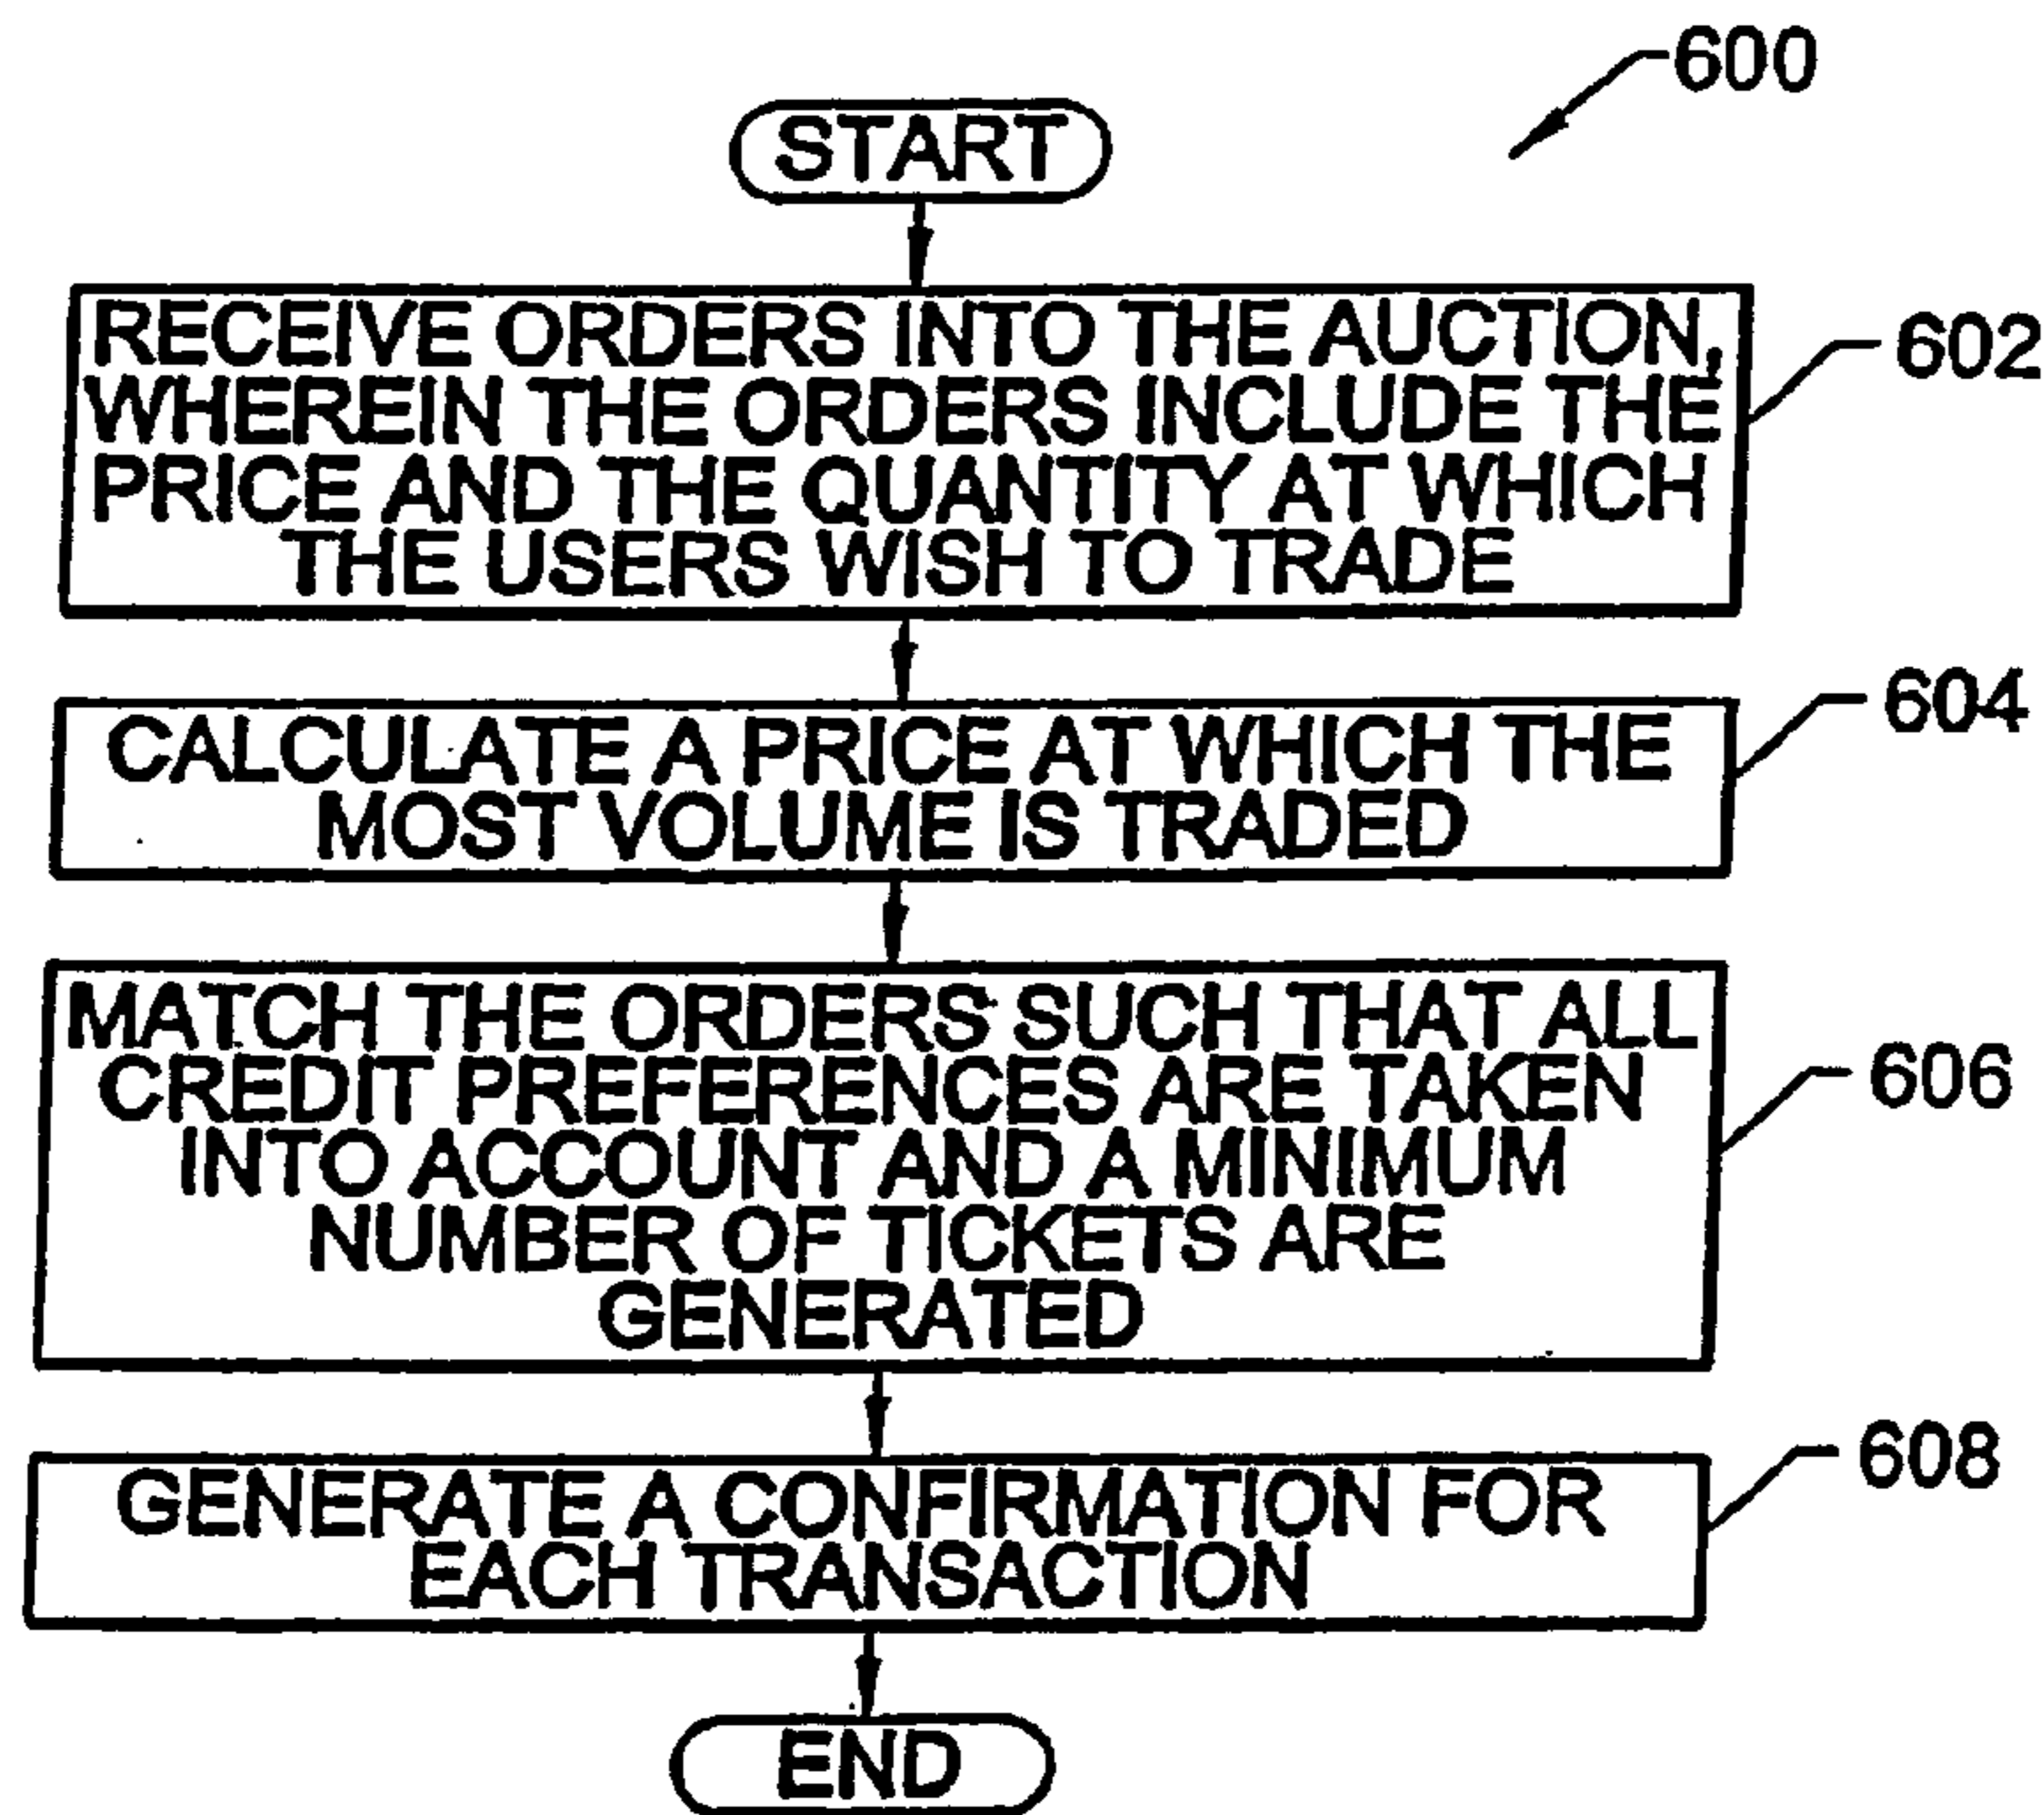 600
START
RECEIVE ORDERS INTO THE AUCTION,
WHEREIN THE ORDERS INCLUDE THE
PRICE AND THE QUANTITY AT WHICH
THE USERS WISH TO TRADE
602
CALCULATE A PRICE AT WHICH THE
MOST VOLUME IS TRADED
604
MATCH THE ORDERS SUCH THAT ALL
CREDIT PREFERENCES ARE TAKEN
INTO ACCOUNT AND A MINIMUM
NUMBER OF TICKETS ARE
GENERATED
606
GENERATE A CONFIRMATION FOR
EACH TRANSACTION
608
END